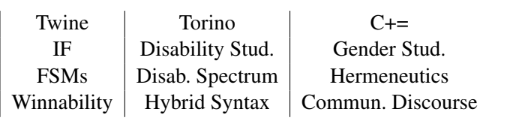 Twine Torino C+=
IF Disability Stud. Gender Stud.
FSMs Disab. Spectrum Hermeneutics
Winnability Hybrid Syntax Commun. Discourse